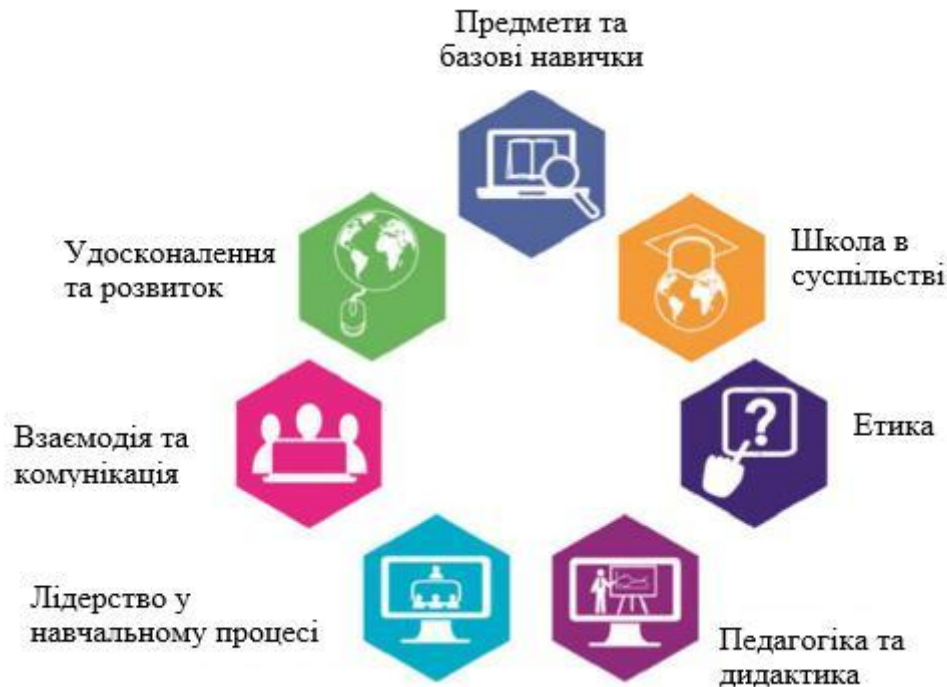 Предмети та
базові навички
Школа в
суспільстві
Етика
Педагогіка та
дидактика
Лідерство у
навчальному процесі
Взаємодія та
комунікація
Удосконалення
та розвиток
?